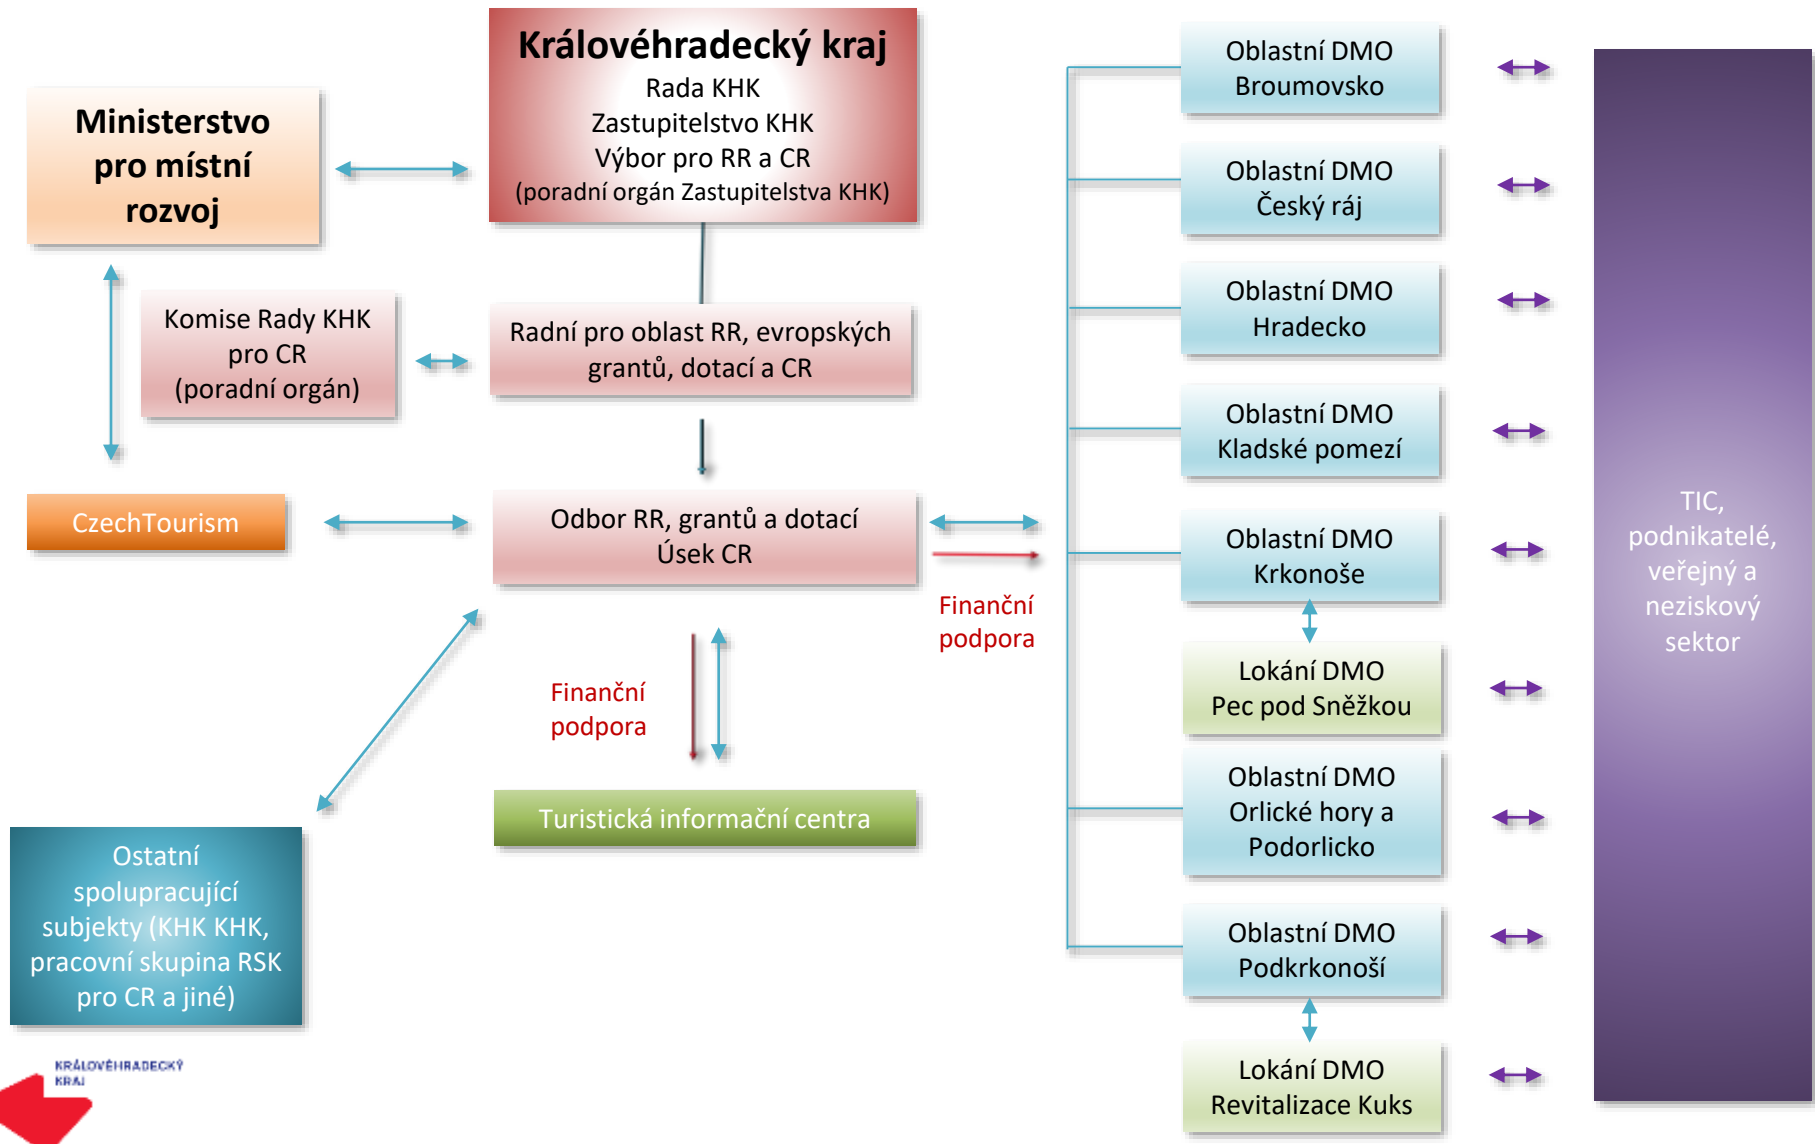 Královéhradecký kraj
Rada KHK
Zastupitelstvo KHK
Výbor pro RR a CR
(poradní orgán Zastupitelstva KHK)
Ministerstvo
pro místní
rozvoj
Komise Rady KHK
pro CR
(poradní orgán)
Radní pro oblast RR, evropských
grantů, dotací a CR
CzechTourism
Odbor RR, grantů a dotací
Úsek CR
Finanční
podpora
Finanční
podpora
Turistická informační centra
Ostatní
spolupracující
subjekty (KHK KHK,
pracovní skupina RSK
pro CR a jiné)
KRÁLOVÉHRADECKÝ
KRAJ
Oblastní DMO
Broumovsko
Oblastní DMO
Český ráj
Oblastní DMO
Hradecko
Oblastní DMO
Kladské pomezí
Oblastní DMO
Krkonoše
Lokání DMO
Pec pod Sněžkou
Oblastní DMO
Orlické hory a
Podorlicko
Oblastní DMO
Podkrkonoší
Lokání DMO
Revitalizace Kuks
TIC,
podnikatelé,
veřejný a
neziskový
sektor